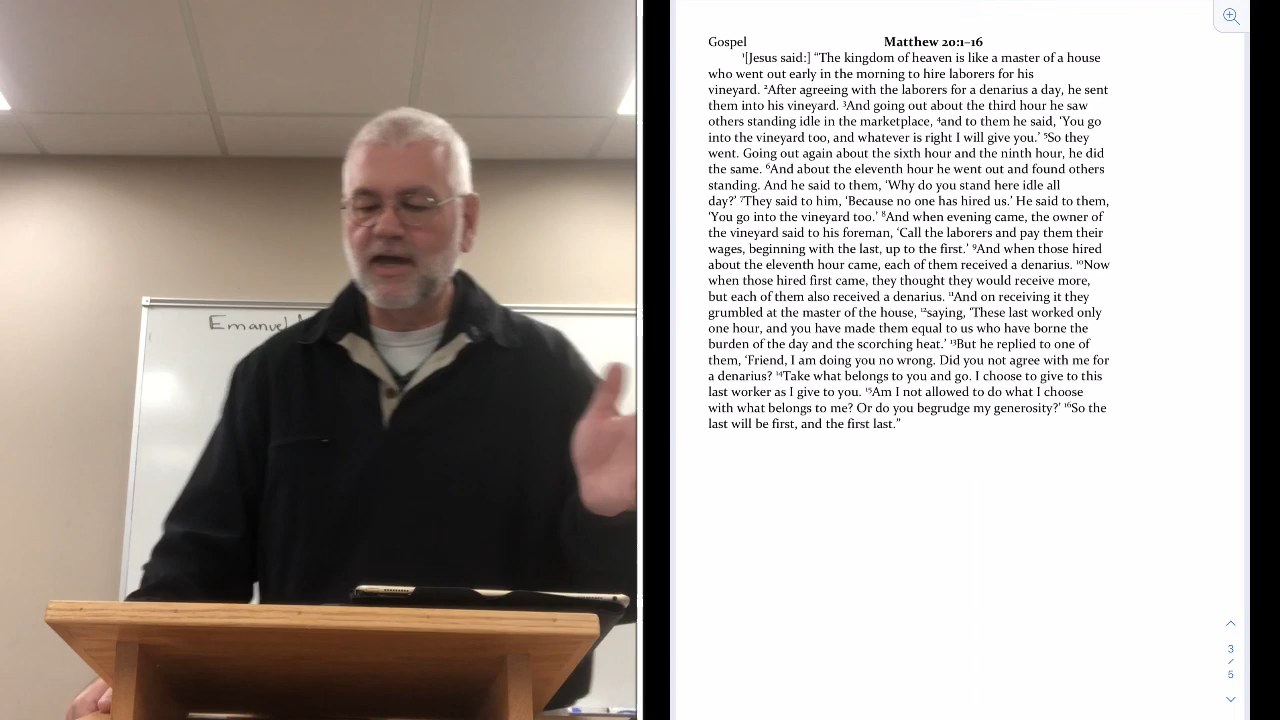 Emanuel
Gospel Matthew 20:1–16
¹[Jesus said:] “The kingdom of heaven is like a master of a house
who went out early in the morning to hire laborers for his
vineyard. ²After agreeing with the laborers for a denarius a day, he sent
them into his vineyard. ³And going out about the third hour he saw
others standing idle in the marketplace, ⁴and to them he said, ‘You go
into the vineyard too, and whatever is right I will give you.’ ⁵So they
went. Going out again about the sixth hour and the ninth hour, he did
the same. ⁶And about the eleventh hour he went out and found others
standing. And he said to them, ‘Why do you stand here idle all
day?’ ⁷They said to him, ‘Because no one has hired us.’ He said to them,
‘You go into the vineyard too.’ ⁸And when evening came, the owner of
the vineyard said to his foreman, ‘Call the laborers and pay them their
wages, beginning with the last, up to the first.’ ⁹And when those hired
about the eleventh hour came, each of them received a denarius. ¹⁰Now
when those hired first came, they thought they would receive more,
but each of them also received a denarius. ¹¹And on receiving it they
grumbled at the master of the house, ¹²saying, ‘These last worked only
one hour, and you have made them equal to us who have borne the
burden of the day and the scorching heat.’ ¹³But he replied to one of
them, ‘Friend, I am doing you no wrong. Did you not agree with me for
a denarius? ¹⁴Take what belongs to you and go. I choose to give to this
last worker as I give to you. ¹⁵Am I not allowed to do what I choose
with what belongs to me? Or do you begrudge my generosity?’ ¹⁶So the
last will be first, and the first last.”
3
/
5